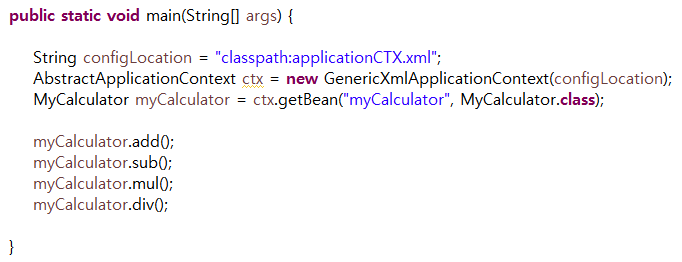 public static void main(String[] args) {
String configLocation = "classpath:applicationCTX.xml";
AbstractApplicationContext ctx = new GenericXmlApplicationContext(configLocation);
MyCalculator myCalculator = ctx.getBean("myCalculator", MyCalculator.class);
myCalculator.add();
myCalculator.sub();
myCalculator.mul();
myCalculator.div();
}